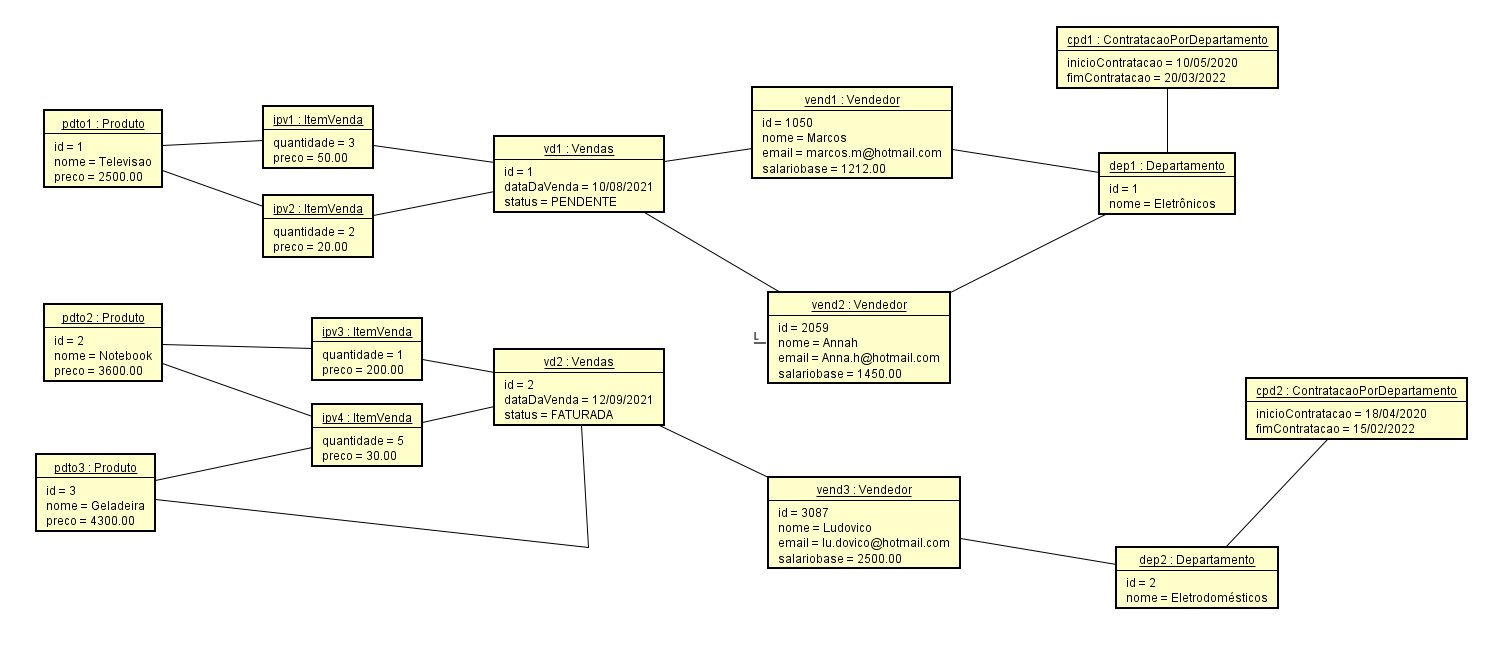 cpd1 : ContratacaoPorDepartamento
inicioContratacao = 10/05/2020
fimContratacao = 20/03/2022
pdto1 : Produto
id = 1
nome = Televisao
preco = 2500.00
ipv1 : ItemVenda
quantidade = 3
preco = 50.00
vd1 : Vendas
id = 1
dataDaVenda = 10/08/2021
status = PENDENTE
vend1 : Vendedor
id = 1050
nome = Marcos
email = marcos.m@hotmail.com
salariobase = 1212.00
dep1 : Departamento
id = 1
nome = Eletrônicos
ipv2 : ItemVenda
quantidade = 2
preco = 20.00
pdto2 : Produto
id = 2
nome = Notebook
preco = 3600.00
ipv3 : ItemVenda
quantidade = 1
preco = 200.00
vd2 : Vendas
id = 2
dataDaVenda = 12/09/2021
status = FATURADA
L
vend2 : Vendedor
id = 2059
nome = Annah
email = Anna.h@hotmail.com
salariobase = 1450.00
cpd2 : ContratacaoPorDepartamento
inicioContratacao = 18/04/2020
fimContratacao = 15/02/2022
ipv4 : ItemVenda
quantidade = 5
preco = 30.00
pdto3 : Produto
id = 3
nome = Geladeira
preco = 4300.00
vend3 : Vendedor
id = 3087
nome = Ludovico
email = lu.dovico@hotmail.com
salariobase = 2500.00
dep2 : Departamento
id = 2
nome = Eletrodomésticos